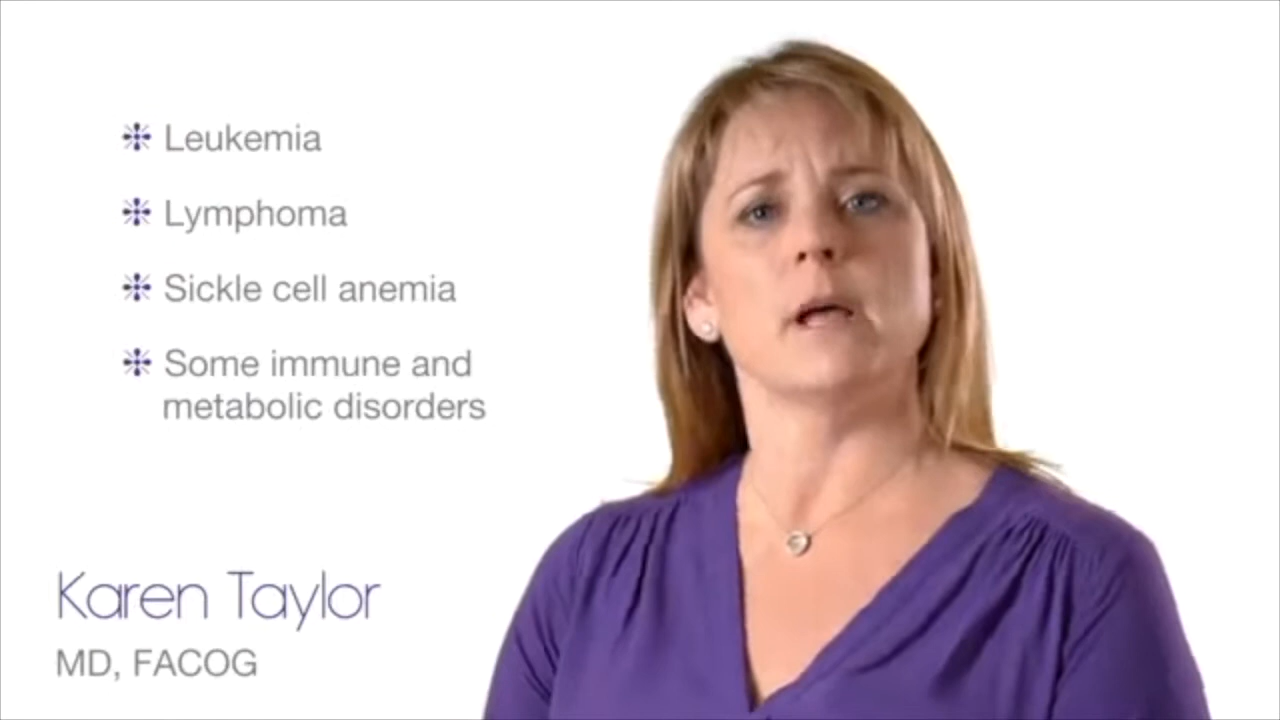 Leukemia
Lymphoma
Sickle cell anemia
Some immune and
metabolic disorders
Karen Taylor
MD, FACOG